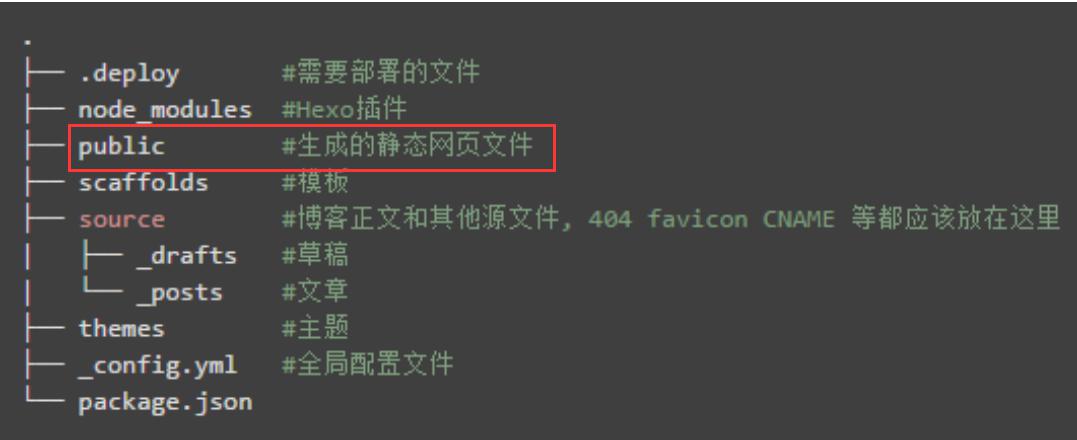 .
├── .deploy       #需要部署的文件
├── node_modules  #Hexo插件
├── public        #生成的静态网页文件
├── scaffolds     #模板
├── source        #博客正文和其他源文件, 404 favicon CNAME 等都应该放在这里
|   ├── _drafts   #草稿
|   └── _posts    #文章
├── themes        #主题
├── _config.yml   #全局配置文件
└── package.json